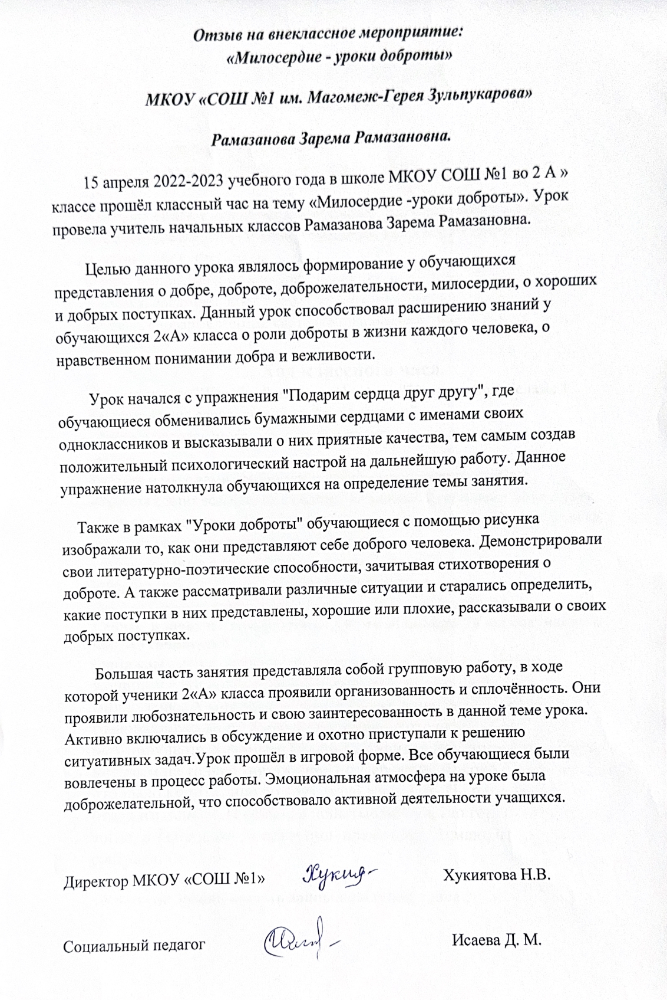 Отзыв на внеклассное мероприятие:
«Милосердие - уроки доброты»
МКОУ «СОШ №1 им. Магомеж-Герея Зульпукарова»
Рамазанова Зарема Рамазановна.
15 апреля 2022-2023 учебного года в школе МКОУ СОШ №1 во 2 А »
классе прошёл классный час на тему «Милосердие -уроки доброты». Урок
провела учитель начальных классов Рамазанова Зарема Рамазановна.
Целью данного урока являлось формирование у обучающихся
представления о добре, доброте, доброжелательности, милосердии, о хороших
и добрых поступках. Данный урок способствовал расширению знаний у
обучающихся 2«А» класса о роли доброты в жизни каждого человека, о
нравственном понимании добра и вежливости.
Урок начался с упражнения "Подарим сердца друг другу", где
обучающиеся обменивались бумажными сердцами с именами своих
одноклассников и высказывали о них приятные качества, тем самым создав
положительный психологический настрой на дальнейшую работу. Данное
упражнение натолкнула обучающихся на определение темы занятия.
Также в рамках "Уроки доброты" обучающиеся с помощью рисунка
изображали то, как они представляют себе доброго человека. Демонстрировали
свои литературно-поэтические способности, зачитывая стихотворения о
доброте. А также рассматривали различные ситуации и старались определить,
какие поступки в них представлены, хорошие или плохие, рассказывали о своих
добрых поступках.
Большая часть занятия представляла собой групповую работу, в ходе
которой ученики 2«А» класса проявили организованность и сплочённость. Они
проявили любознательность и свою заинтересованность в данной теме урока.
Активно включались в обсуждение и охотно приступали к решению
ситуативных задач.Урок прошёл в игровой форме. Все обучающиеся были
вовлечены в процесс работы. Эмоциональная атмосфера на уроке была
доброжелательной, что способствовало активной деятельности учащихся.
Директор МКОУ «СОШ №1» Хукия Хукиятова Н.В.
Социальный педагог Исаева Д. М.